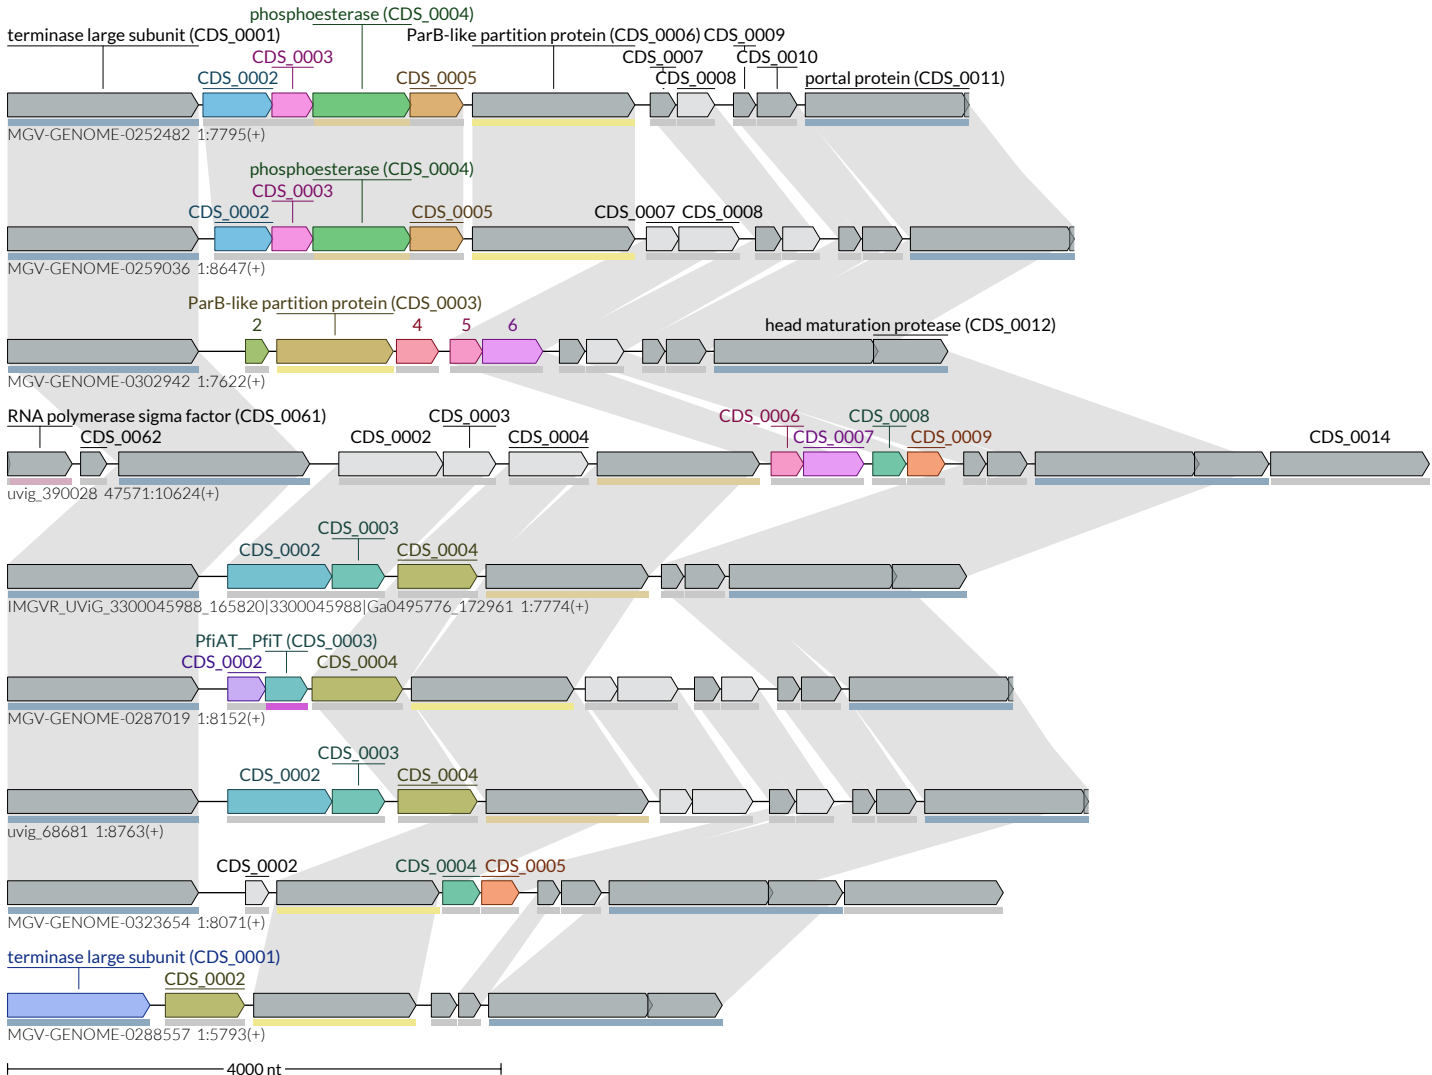 phosphoesterase (CDS_0004)
terminase large subunit (CDS_0001) ParB-like partition protein (CDS_0006) CDS_0009
CDS_0003 CDS_0007 CDS_0010
CDS_0002 CDS_0005 CDS_0008 portal protein (CDS_0011)
MGV-GENOME-0252482 1:7795(+)
phosphoesterase (CDS_0004)
CDS_0003
CDS_0002 CDS_0005 CDS_0007 CDS_0008
MGV-GENOME-0259036 1:8647(+)
ParB-like partition protein (CDS_0003)
2 4 5 6 head maturation protease (CDS_0012)
MGV-GENOME-0302942 1:7622(+)
RNA polymerase sigma factor (CDS_0061) CDS_0003 CDS_0006 CDS_0008
CDS_0062 CDS_0002 CDS_0004 CDS_0007 CDS_0009 CDS_0014
uvig_390028 47571:10624(+)
CDS_0003
CDS_0002 CDS_0004
IMGVR_UViG_3300045988_165820|3300045988|Ga0495776_172961 1:7774(+)
PfiAT__PfiT (CDS_0003)
CDS_0002 CDS_0004
MGV-GENOME-0287019 1:8152(+)
CDS_0003
CDS_0002 CDS_0004
uvig_68681 1:8763(+)
CDS_0002 CDS_0004 CDS_0005
MGV-GENOME-0323654 1:8071(+)
terminase large subunit (CDS_0001)
CDS_0002
MGV-GENOME-0288557 1:5793(+)
4000 nt